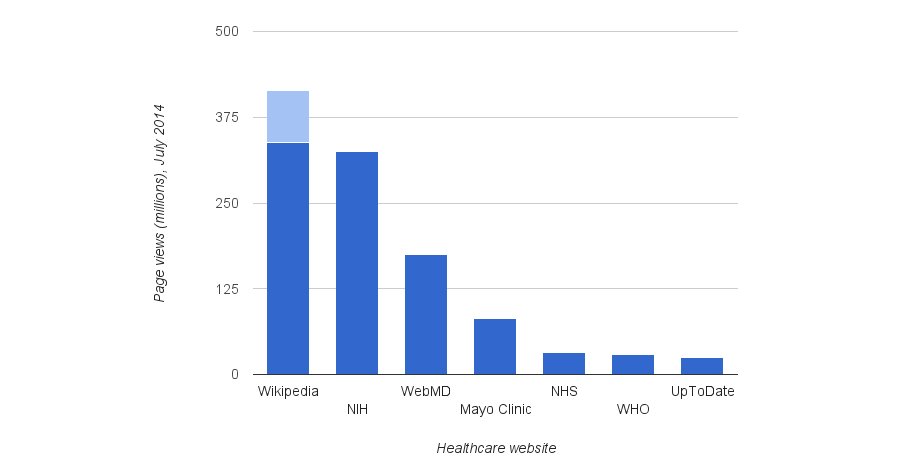 500
375
250
125
0
Page views (millions), July 2014
Wikipedia
NIH
WebMD
Mayo Clinic
NHS
WHO
UpToDate
Healthcare website